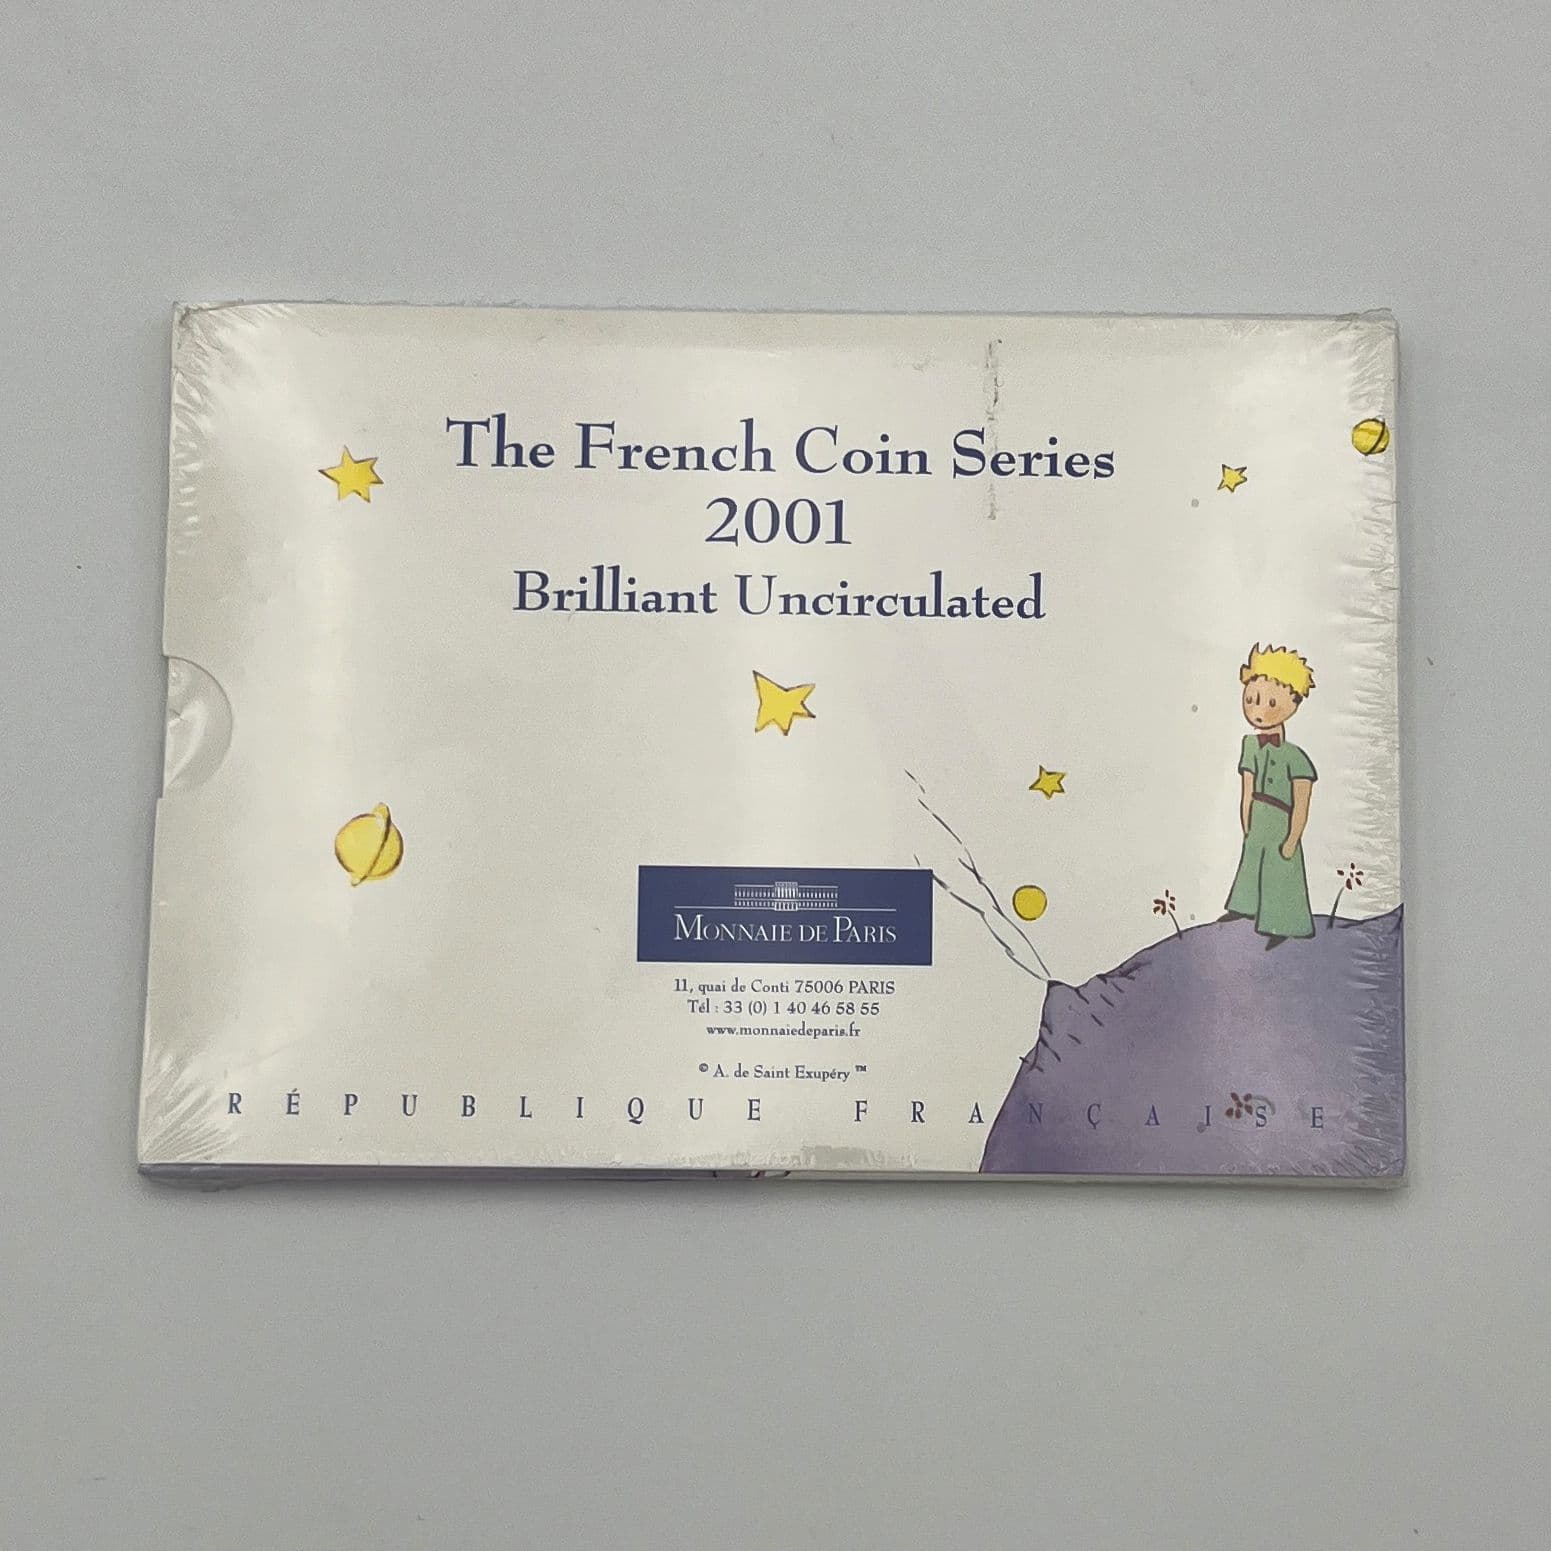 The French Coin Series
2001
Brilliant Uncirculated
MONNAIE DE PARIS
11, quai de Conti 75006 PARIS
Tél : 33 (0) 1 40 46 58 55
www.monnaiedeparis.fr
© A. de Saint Exupéry ™
RÉPUBLIQUE FRANÇAISE